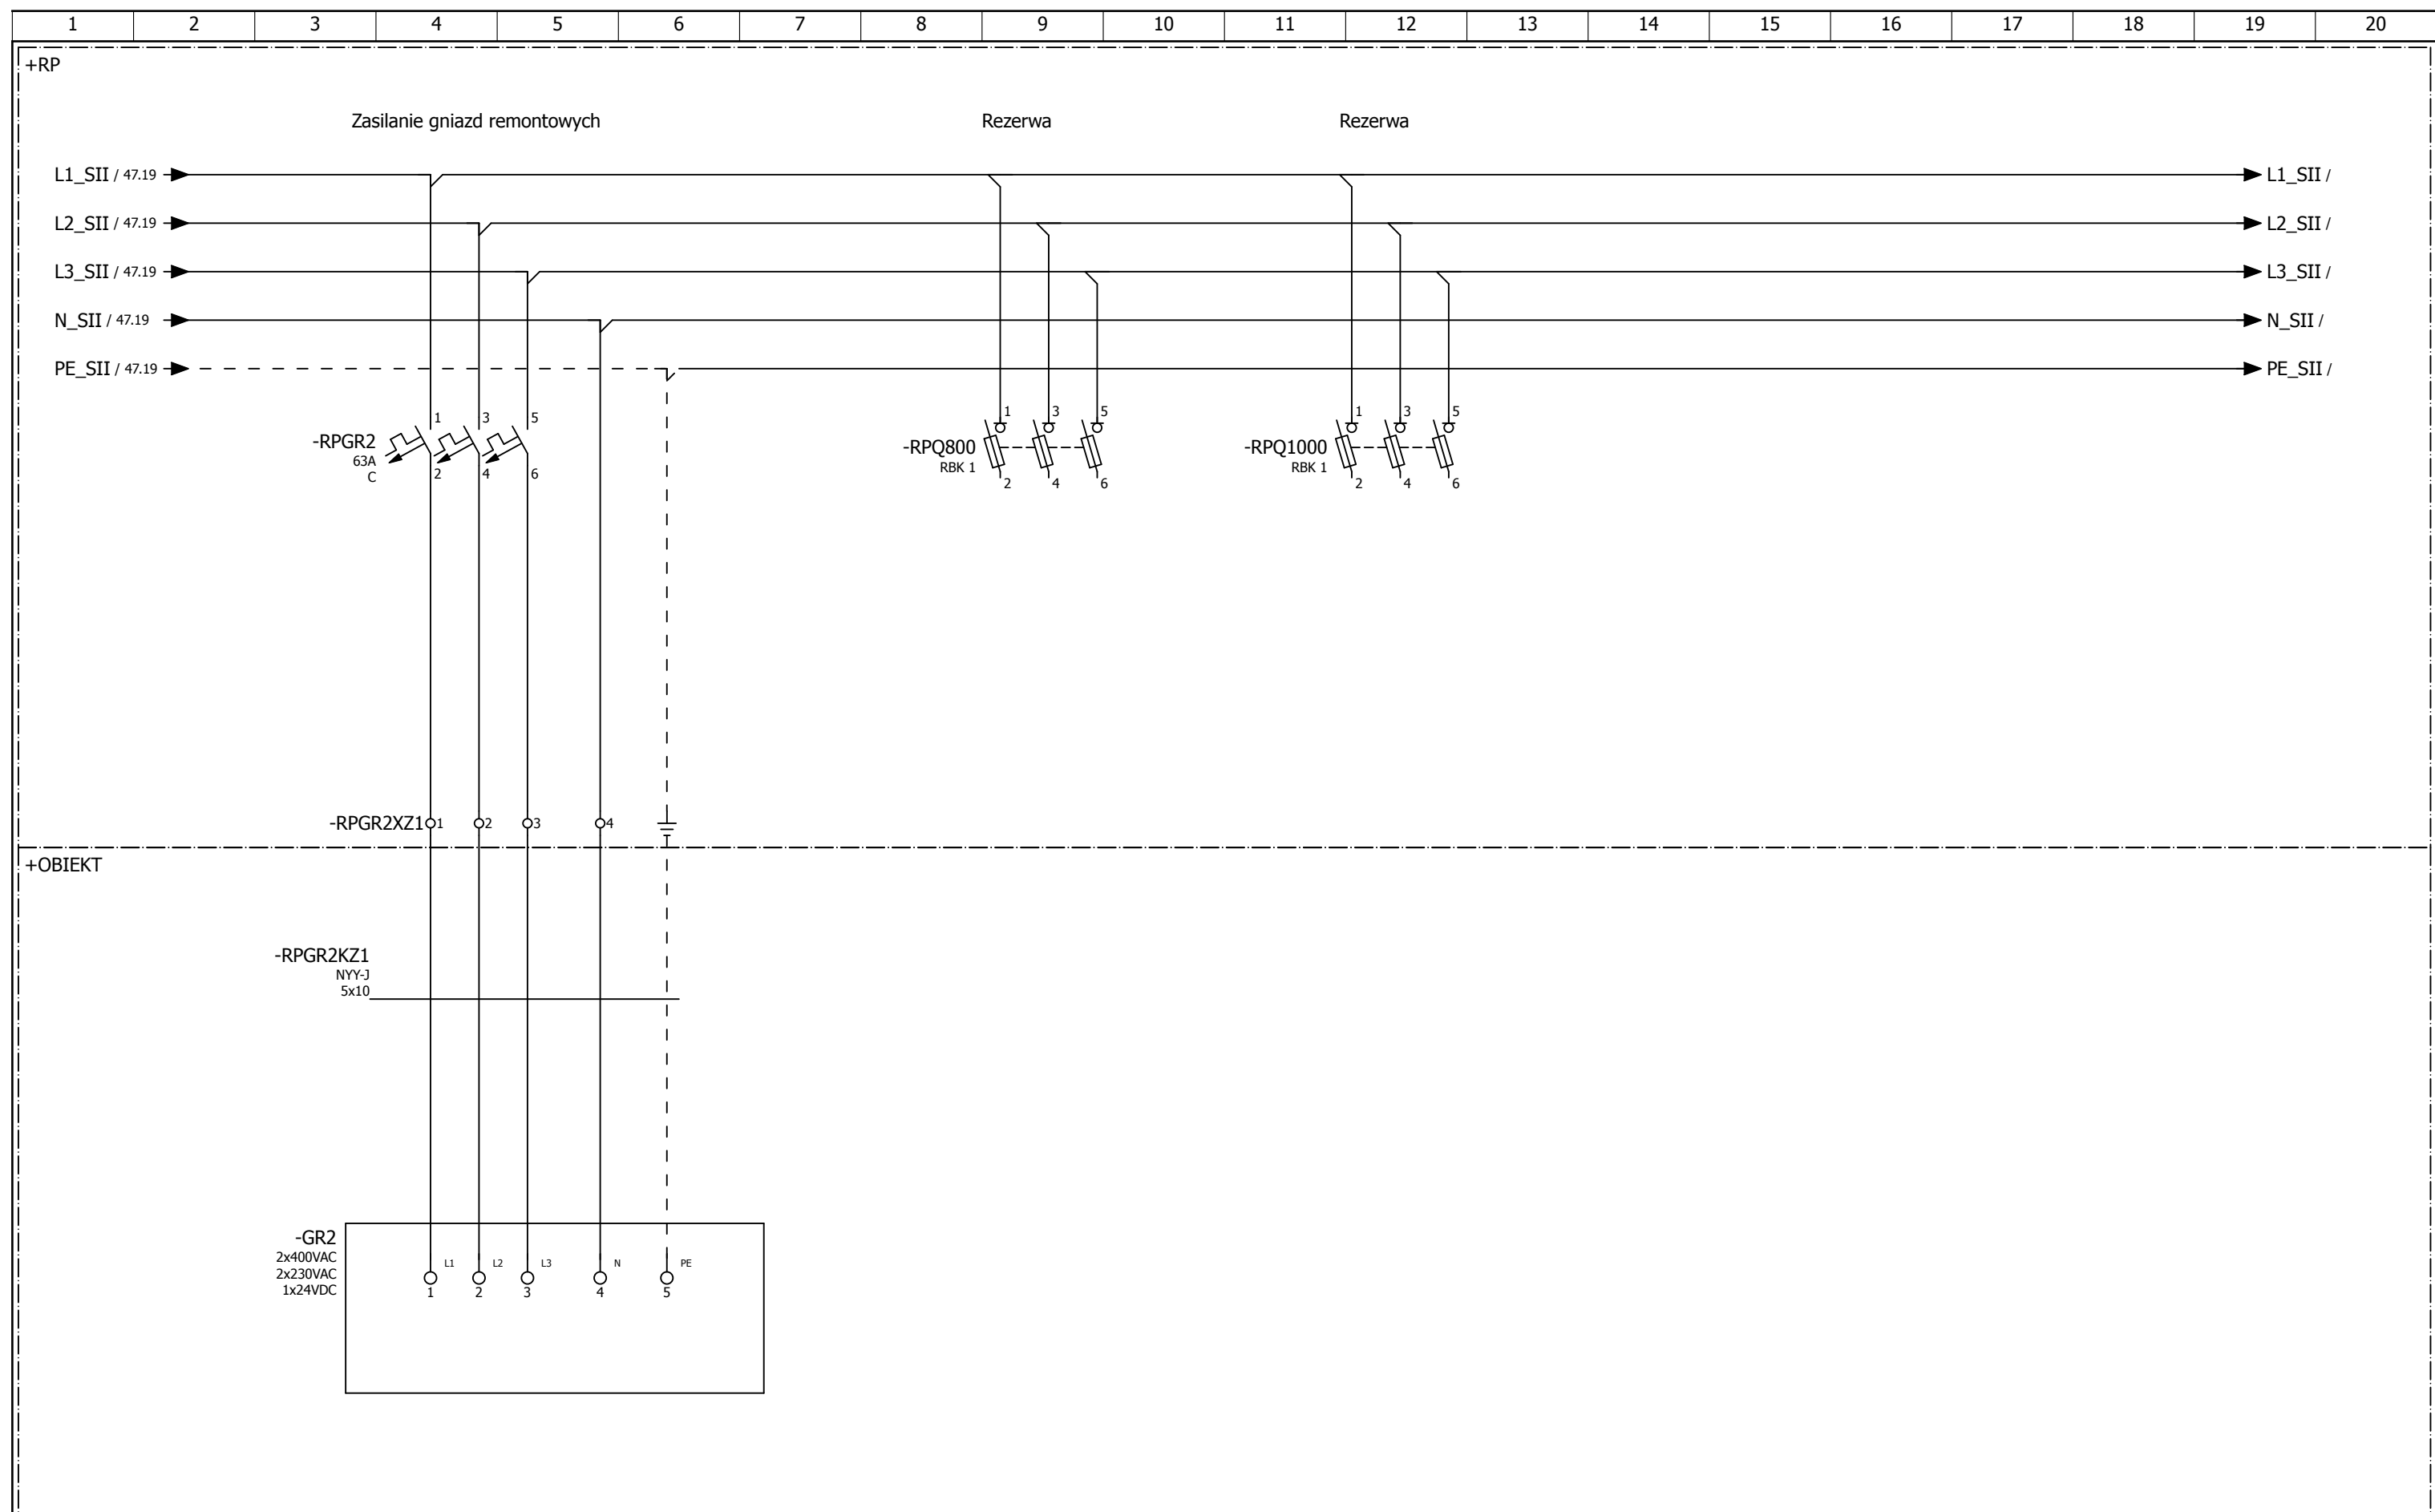 1 2 3 4 5 6 7 8 9 10 11 12 13 14 15 16 17 18 19 20
+RP
Zasilanie gniazd remontowych Rezerwa Rezerwa
L1_SII / 47.19 L1_SII /
L2_SII / 47.19 L2_SII /
L3_SII / 47.19 L3_SII /
N_SII / 47.19 N_SII /
PE_SII / 47.19 PE_SII /
1 3 5 1 3 5 1 3 5
-RPGR2 -RPQ800 -RPQ1000
63A RBK 1 RBK 1
C 2 4 6 2 4 6 2 4 6
-RPGR2XZ1 1 2 3 4
+OBIEKT
-RPGR2KZ1
NYY-J
5x10
-GR2
2x400VAC L1 L2 L3 N PE
2x230VAC
1x24VDC 1 2 3 4 5